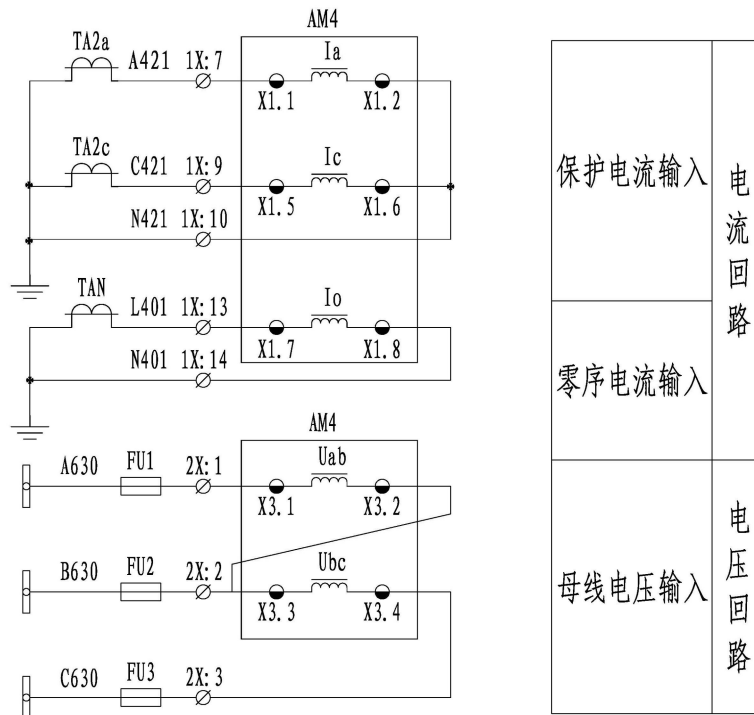 AM4
TA2a A421 1X:7 Ia
X1.1 X1.2
TA2c C421 1X:9 Ic
X1.5 X1.6
N421 1X:10
TAN L401 1X:13 Io
X1.7 X1.8
N401 1X:14
AM4
A630 FU1 2X:1 Uab
X3.1 X3.2
B630 FU2 2X:2 Ubc
X3.3 X3.4
C630 FU3 2X:3
保护电流输入
零序电流输入
电流回路
母线电压输入
电压回路